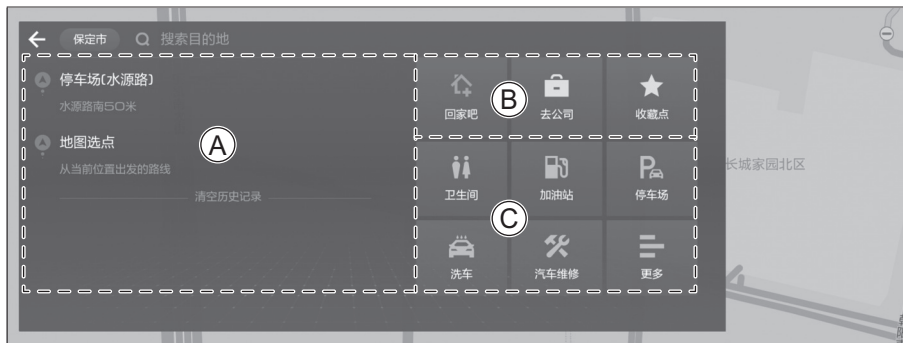 保定市 搜索目的地
停车场(水源路)
水源路南50米
地图选点
从当前位置出发的路线
清空历史记录
A
回家吧 去公司 收藏点
B
卫生间 加油站 停车场
C
洗车 汽车维修 更多
长城家园北区